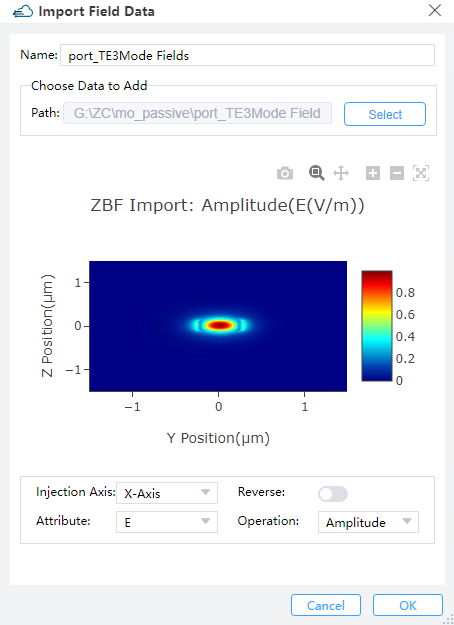 Import Field Data
Name: port_TE3Mode Fields
Choose Data to Add
Path: G:\ZC\mo_passive\port_TE3Mode Field Select
ZBF Import: Amplitude(E(V/m))
Z Position(μm)
1
0
−1
−1 0 1
Y Position(μm)
0.8
0.6
0.4
0.2
0
Injection Axis: X-Axis Reverse:
Attribute: E Operation: Amplitude
Cancel OK